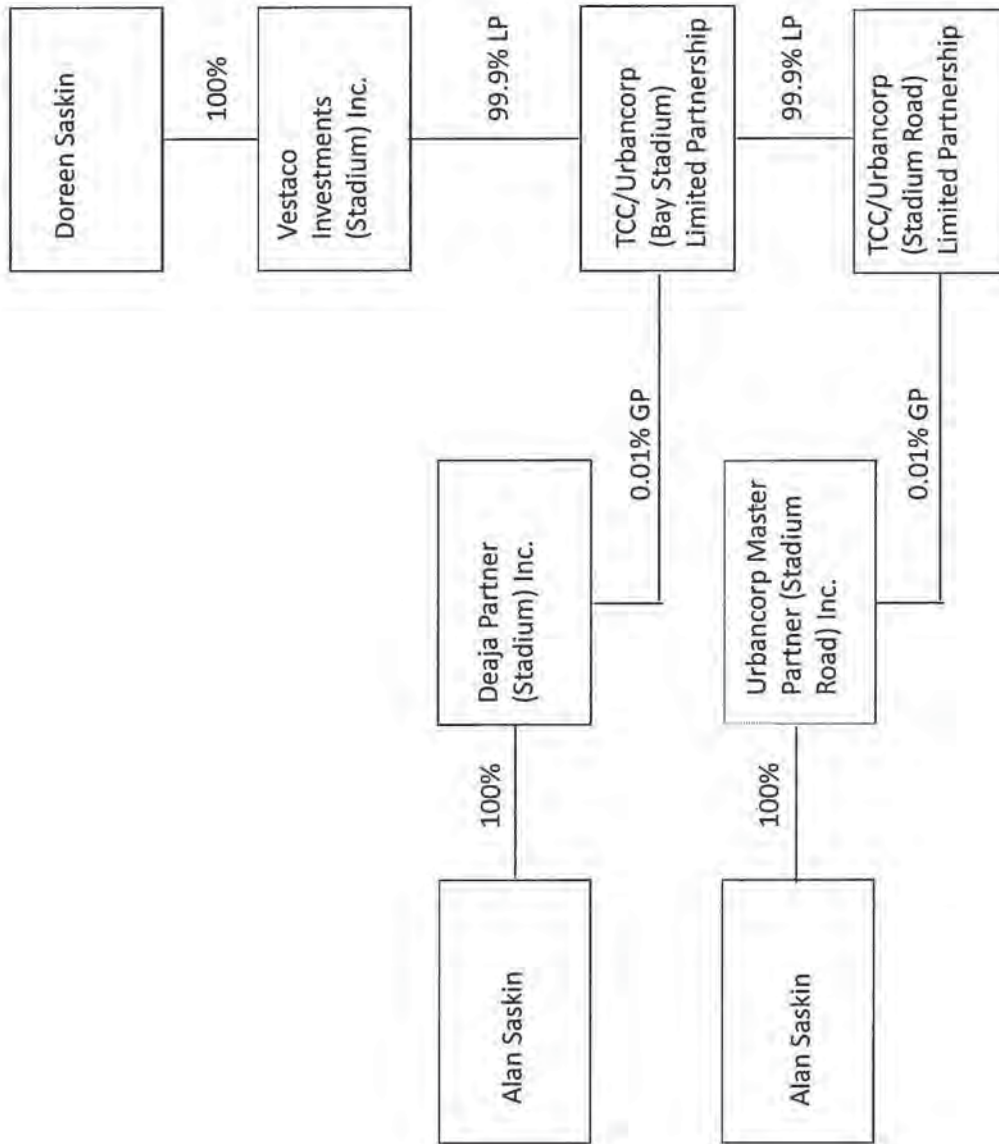 Doreen Saskin
100%
Vestaco
Investments
(Stadium) Inc.
99.9% LP
Alan Saskin
100%
Deaja Partner
(Stadium) Inc.
0.01% GP
TCC/Urbancorp
(Bay Stadium)
Limited Partnership
99.9% LP
Alan Saskin
100%
Urbancorp Master
Partner (Stadium
Road) Inc.
0.01% GP
TCC/Urbancorp
(Stadium Road)
Limited Partnership